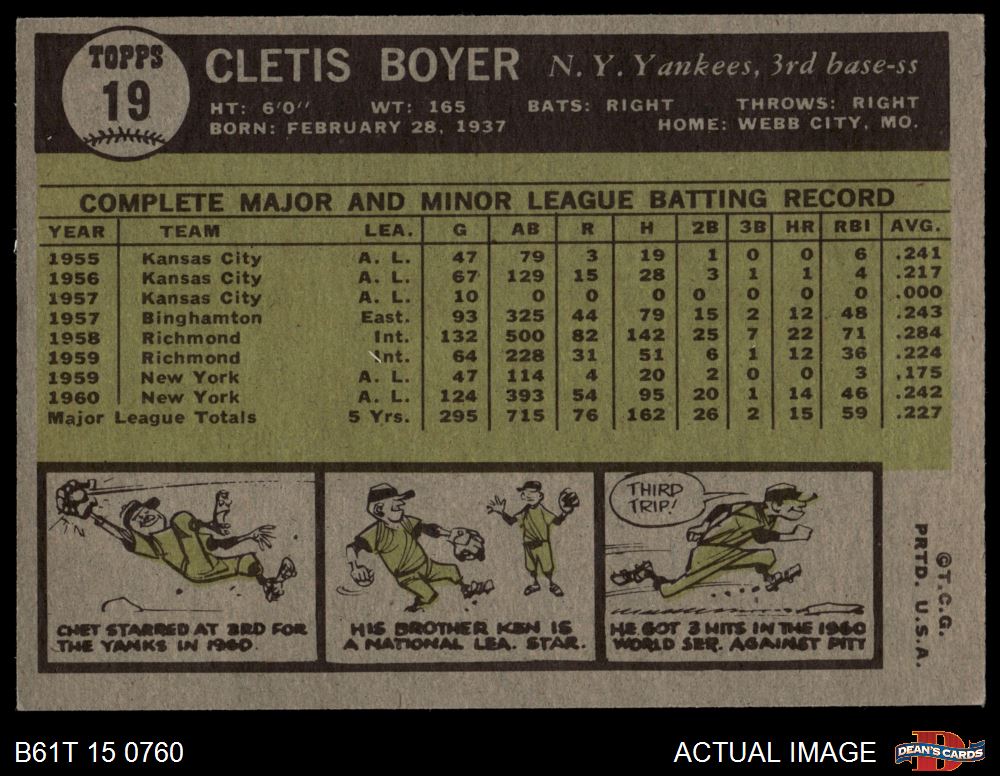 TOPPS
19
CLETIS BOYER N.Y. Yankees, 3rd base-ss
HT: 6'0" WT: 165 BATS: RIGHT THROWS: RIGHT
BORN: FEBRUARY 28, 1937 HOME: WEBB CITY, MO.
COMPLETE MAJOR AND MINOR LEAGUE BATTING RECORD
YEAR TEAM LEA. G AB R H 2B 3B HR RBI AVG.
1955 Kansas City A. L. 47 79 3 19 1 0 0 6 .241
1956 Kansas City A. L. 67 129 15 28 3 1 1 4 .217
1957 Kansas City A. L. 10 0 0 0 0 0 0 0 .000
1957 Binghamton East. 93 325 44 79 15 2 12 48 .243
1958 Richmond Int. 132 500 82 142 25 7 22 71 .284
1959 Richmond Int. 64 228 31 51 6 1 12 36 .224
1959 New York A. L. 47 114 4 20 2 0 0 3 .175
1960 New York A. L. 124 393 54 95 20 1 14 46 .242
Major League Totals 5 Yrs. 295 715 76 162 26 2 15 59 .227
CHET STARRED AT 3RD FOR
THE YANKS IN 1960.
HIS BROTHER KEN IS
A NATIONAL LEA. STAR.
THIRD
TRIP!
HE GOT 3 HITS IN THE 1960
WORLD SER. AGAINST PITT
©T.C.G.
PRTD. U.S.A.
B61T 15 0760
ACTUAL IMAGE
DEAN'S CARDS